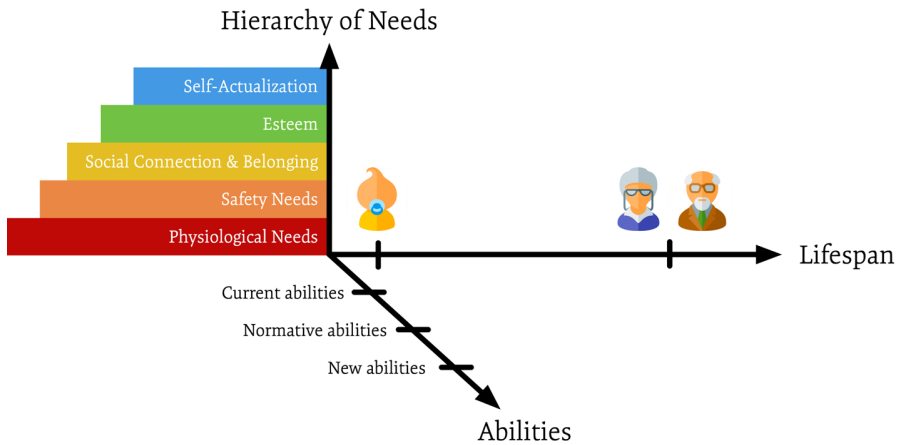 Hierarchy of Needs
Self-Actualization
Esteem
Social Connection & Belonging
Safety Needs
Physiological Needs
Lifespan
Current abilities
Normative abilities
New abilities
Abilities